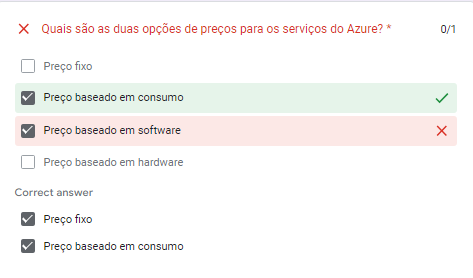 Quais são as duas opções de preços para os serviços do Azure? * 0/1
Preço fixo
Preço baseado em consumo
Preço baseado em software
Preço baseado em hardware
Correct answer
Preço fixo
Preço baseado em consumo